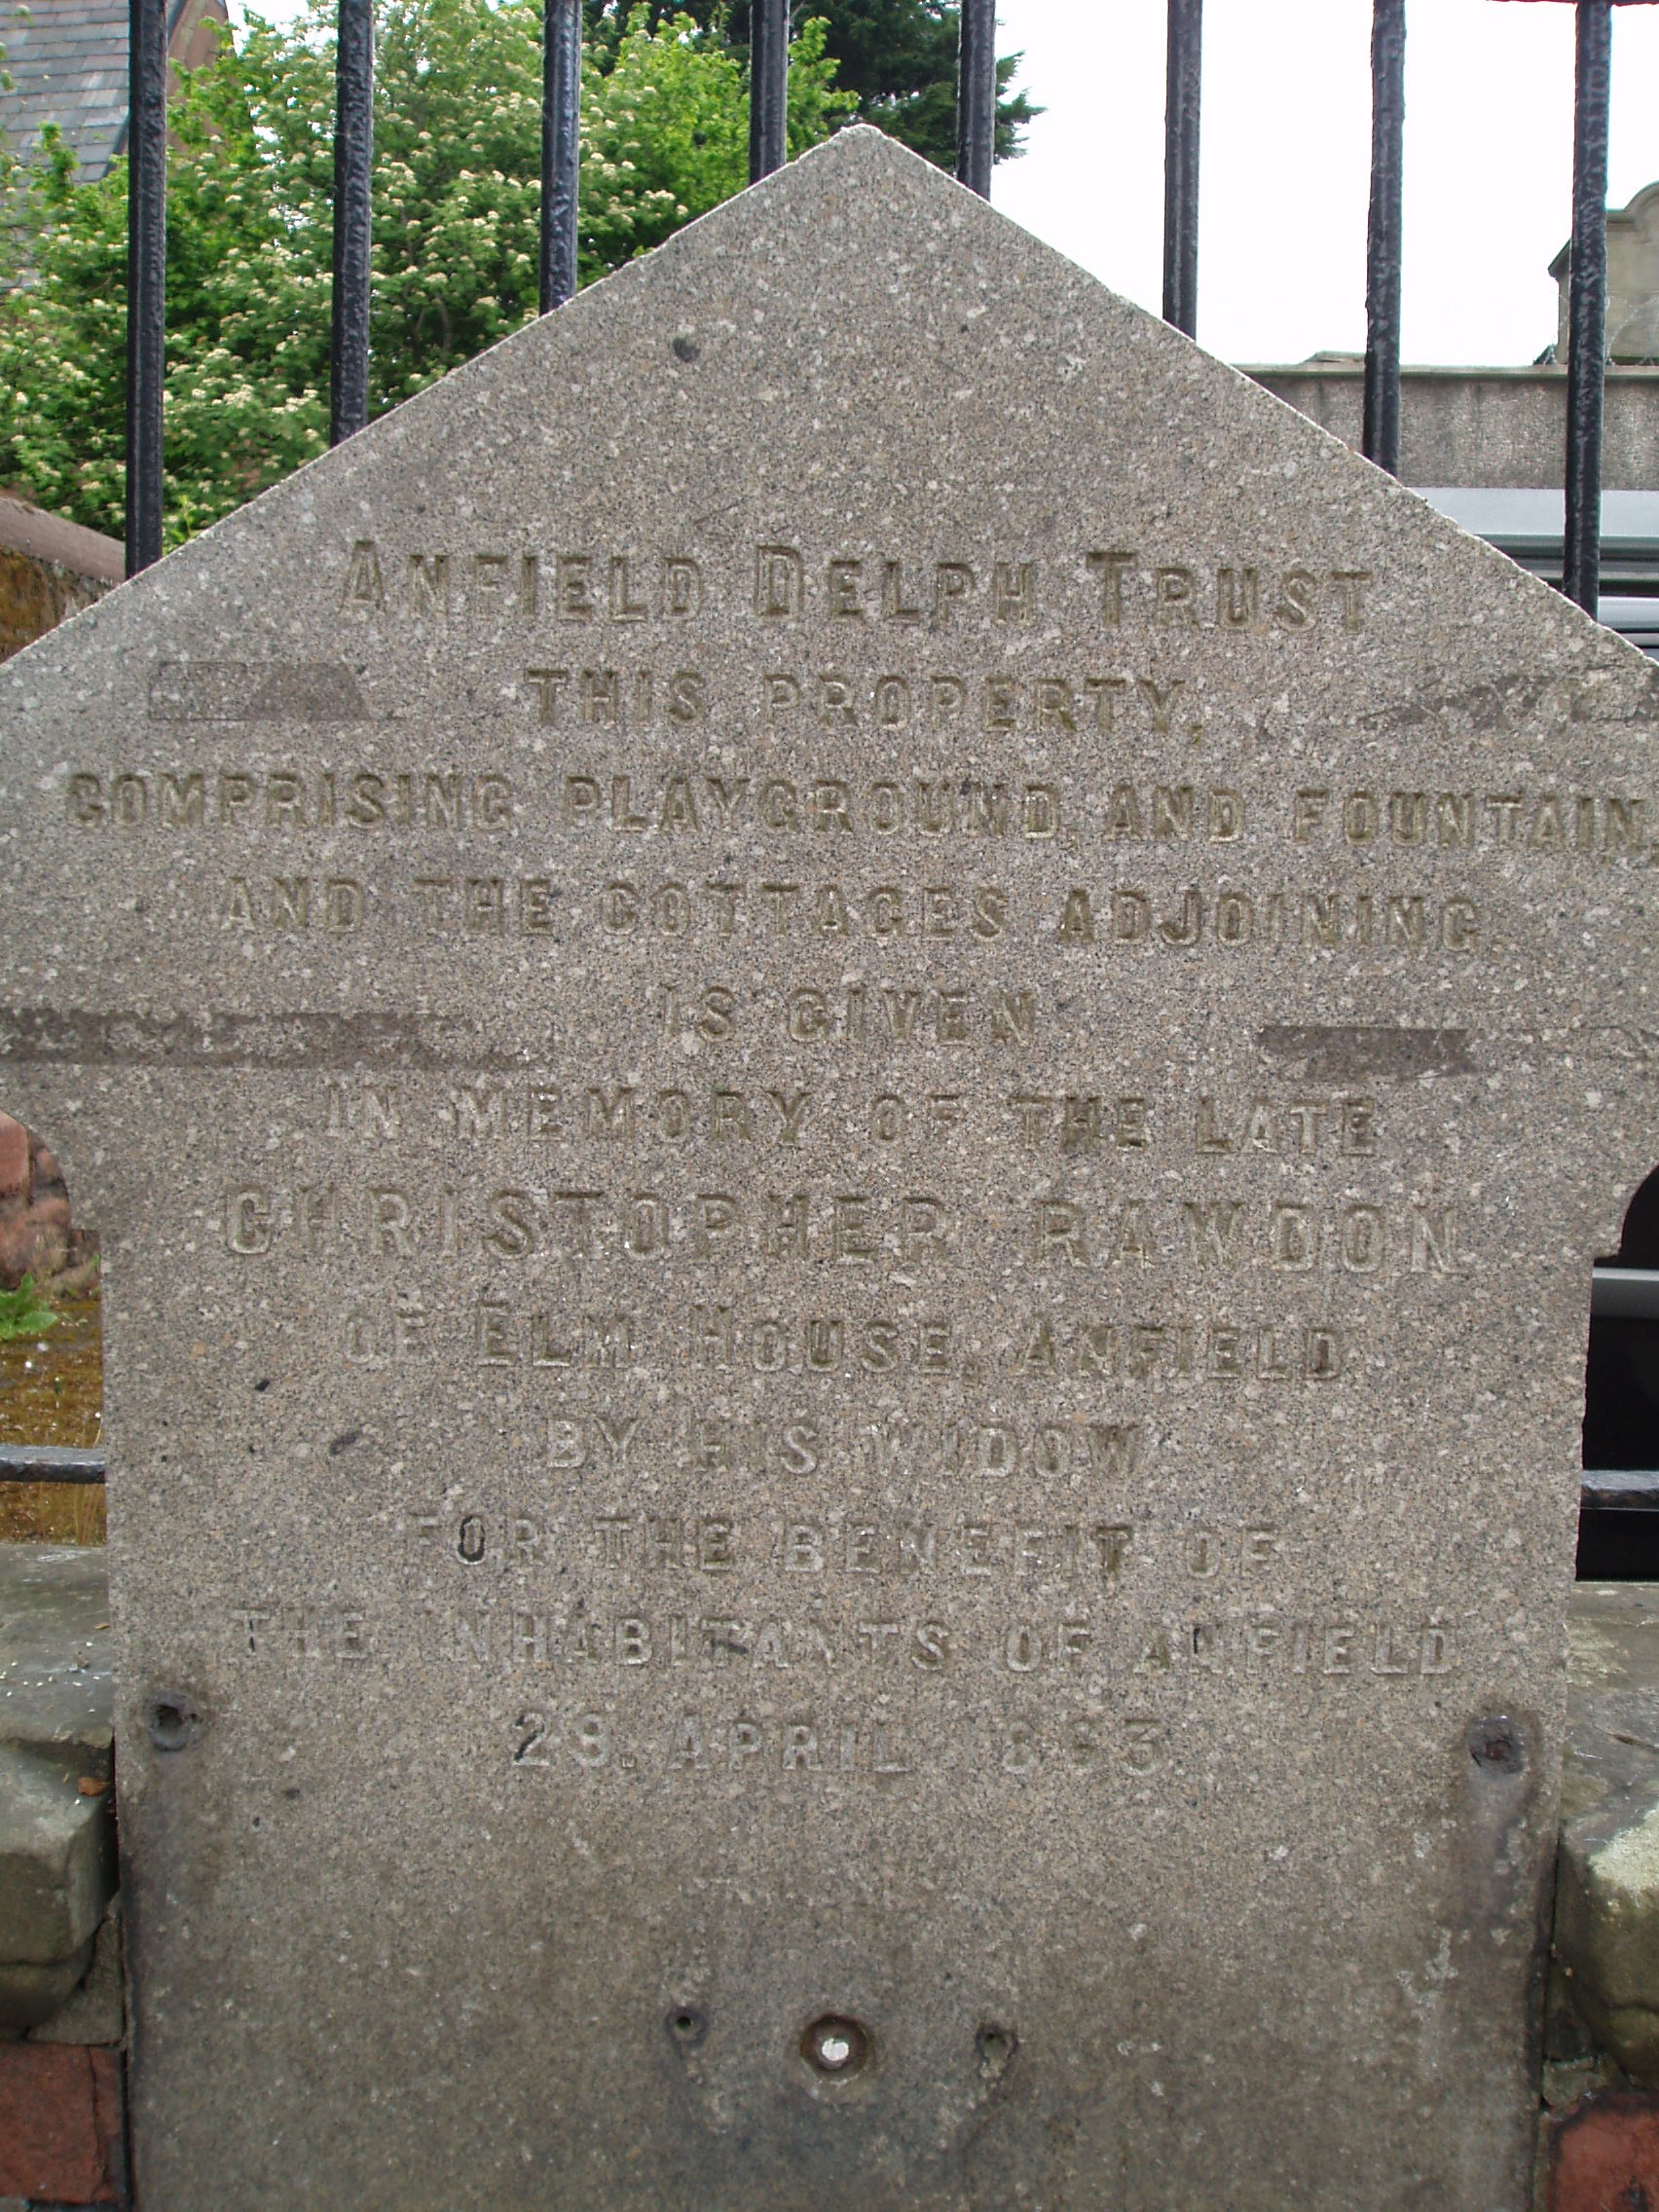 ANFIELD DELPH TRUST
THIS PROPERTY,
COMPRISING PLAYGROUND, AND FOUNTAIN,
AND THE COTTAGES ADJOINING,
IS GIVEN
IN MEMORY OF THE LATE
CHRISTOPHER RAWDON
OF ELM HOUSE, ANFIELD
BY HIS WIDOW
FOR THE BENEFIT OF
THE INHABITANTS OF ANFIELD
APRIL